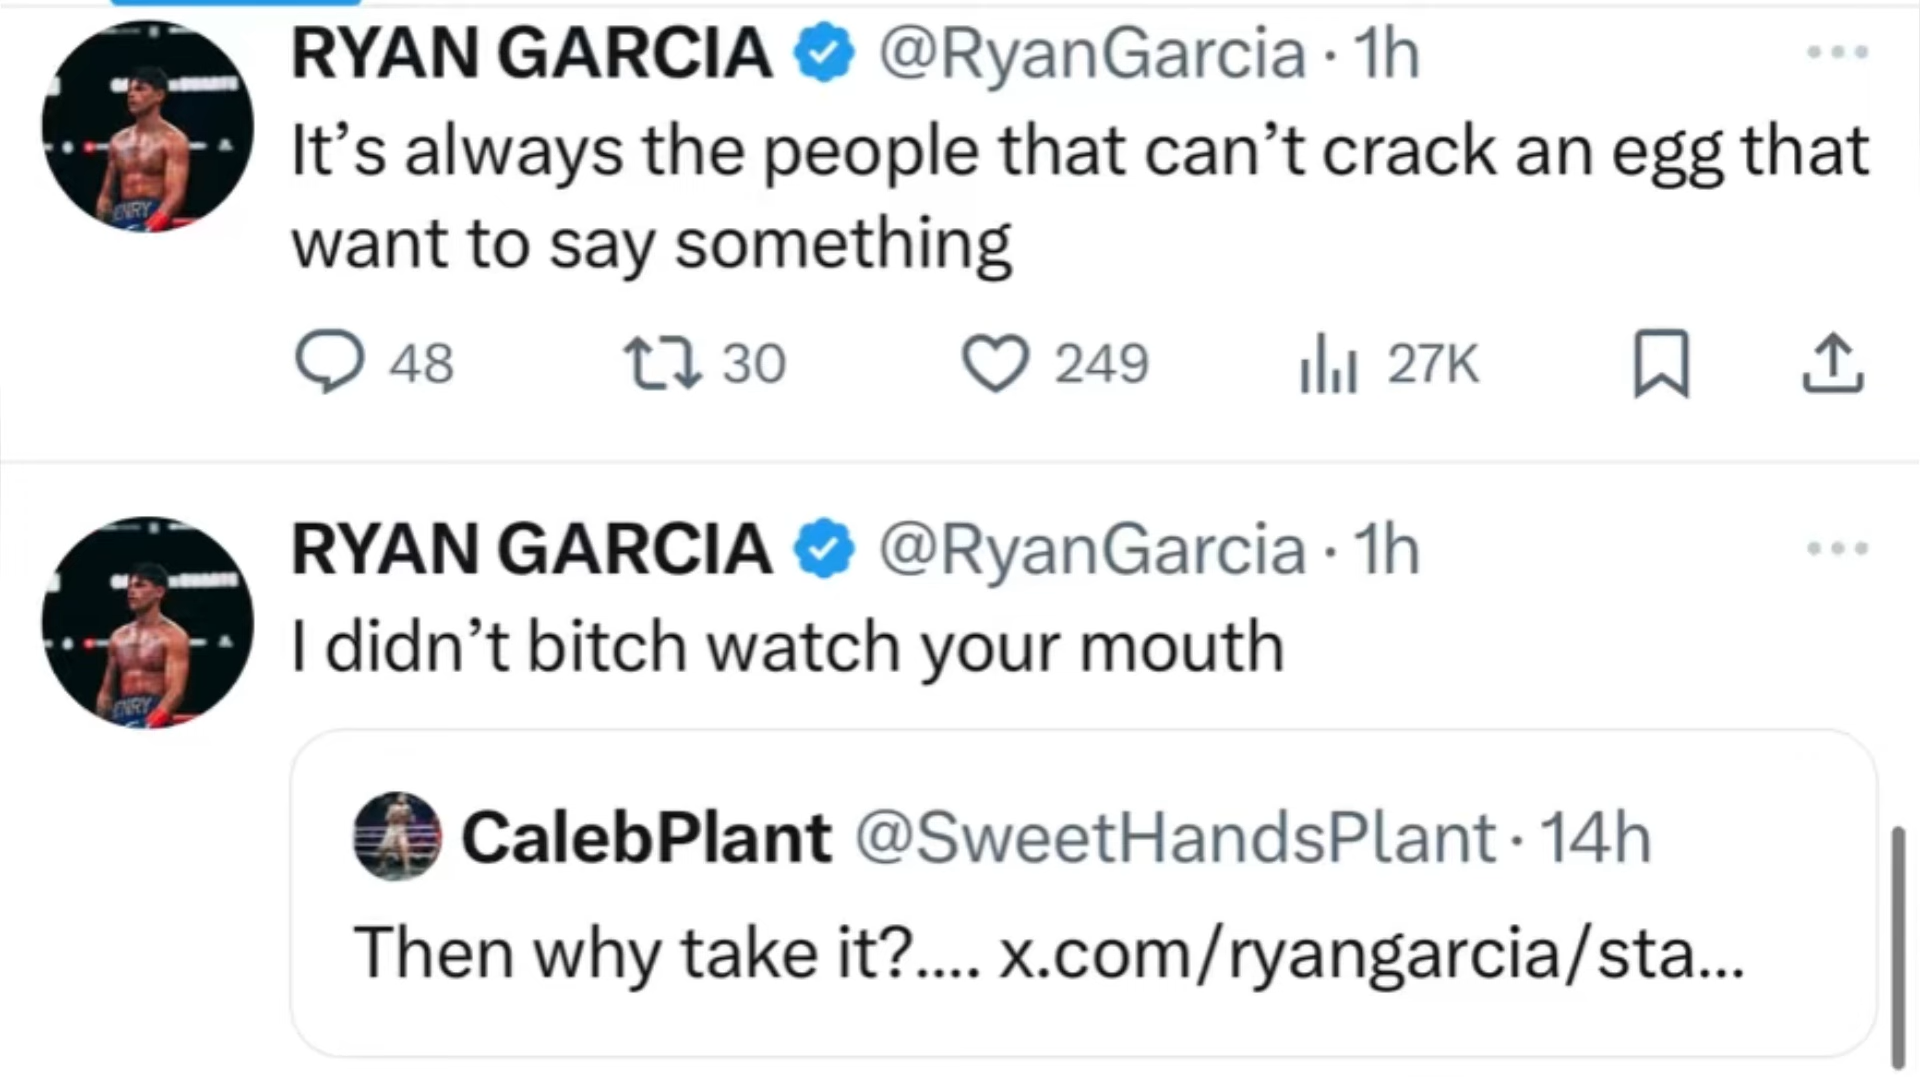 RYAN GARCIA @RyanGarcia · 1h
It’s always the people that can’t crack an egg that
want to say something
48 30 249 27K
RYAN GARCIA @RyanGarcia · 1h
I didn’t bitch watch your mouth
CalebPlant @SweetHandsPlant · 14h
Then why take it?.... x.com/ryangarcia/sta...